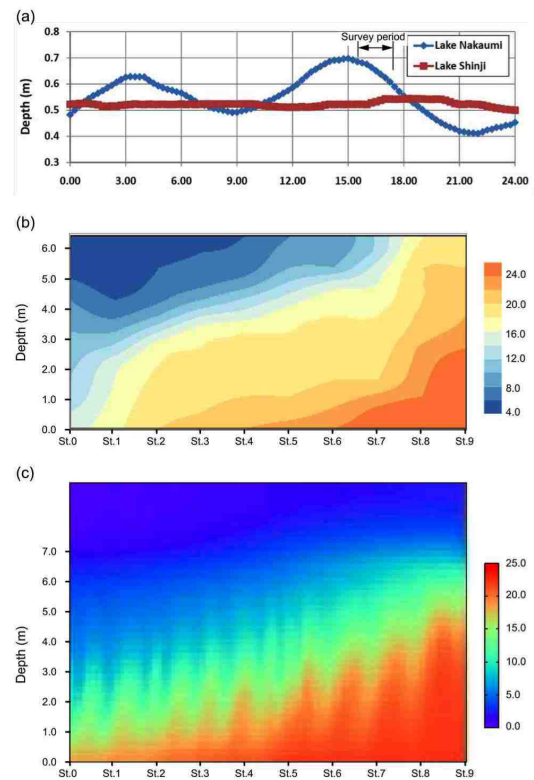 (a)
Survey period
0.8
0.7
0.6
0.5
0.4
0.3
Depth (m)
Lake Nakaumi
Lake Shinji
0.00 3.00 6.00 9.00 12.00 15.00 18.00 21.00 24.00
(b)
6.0
5.0
4.0
3.0
2.0
1.0
0.0
Depth (m)
St.0 St.1 St.2 St.3 St.4 St.5 St.6 St.7 St.8 St.9
24.0
20.0
16.0
12.0
8.0
4.0
(c)
7.0
6.0
5.0
4.0
3.0
2.0
1.0
0.0
Depth (m)
St.0 St.1 St.2 St.3 St.4 St.5 St.6 St.7 St.8 St.9
25.0
20.0
15.0
10.0
5.0
0.0